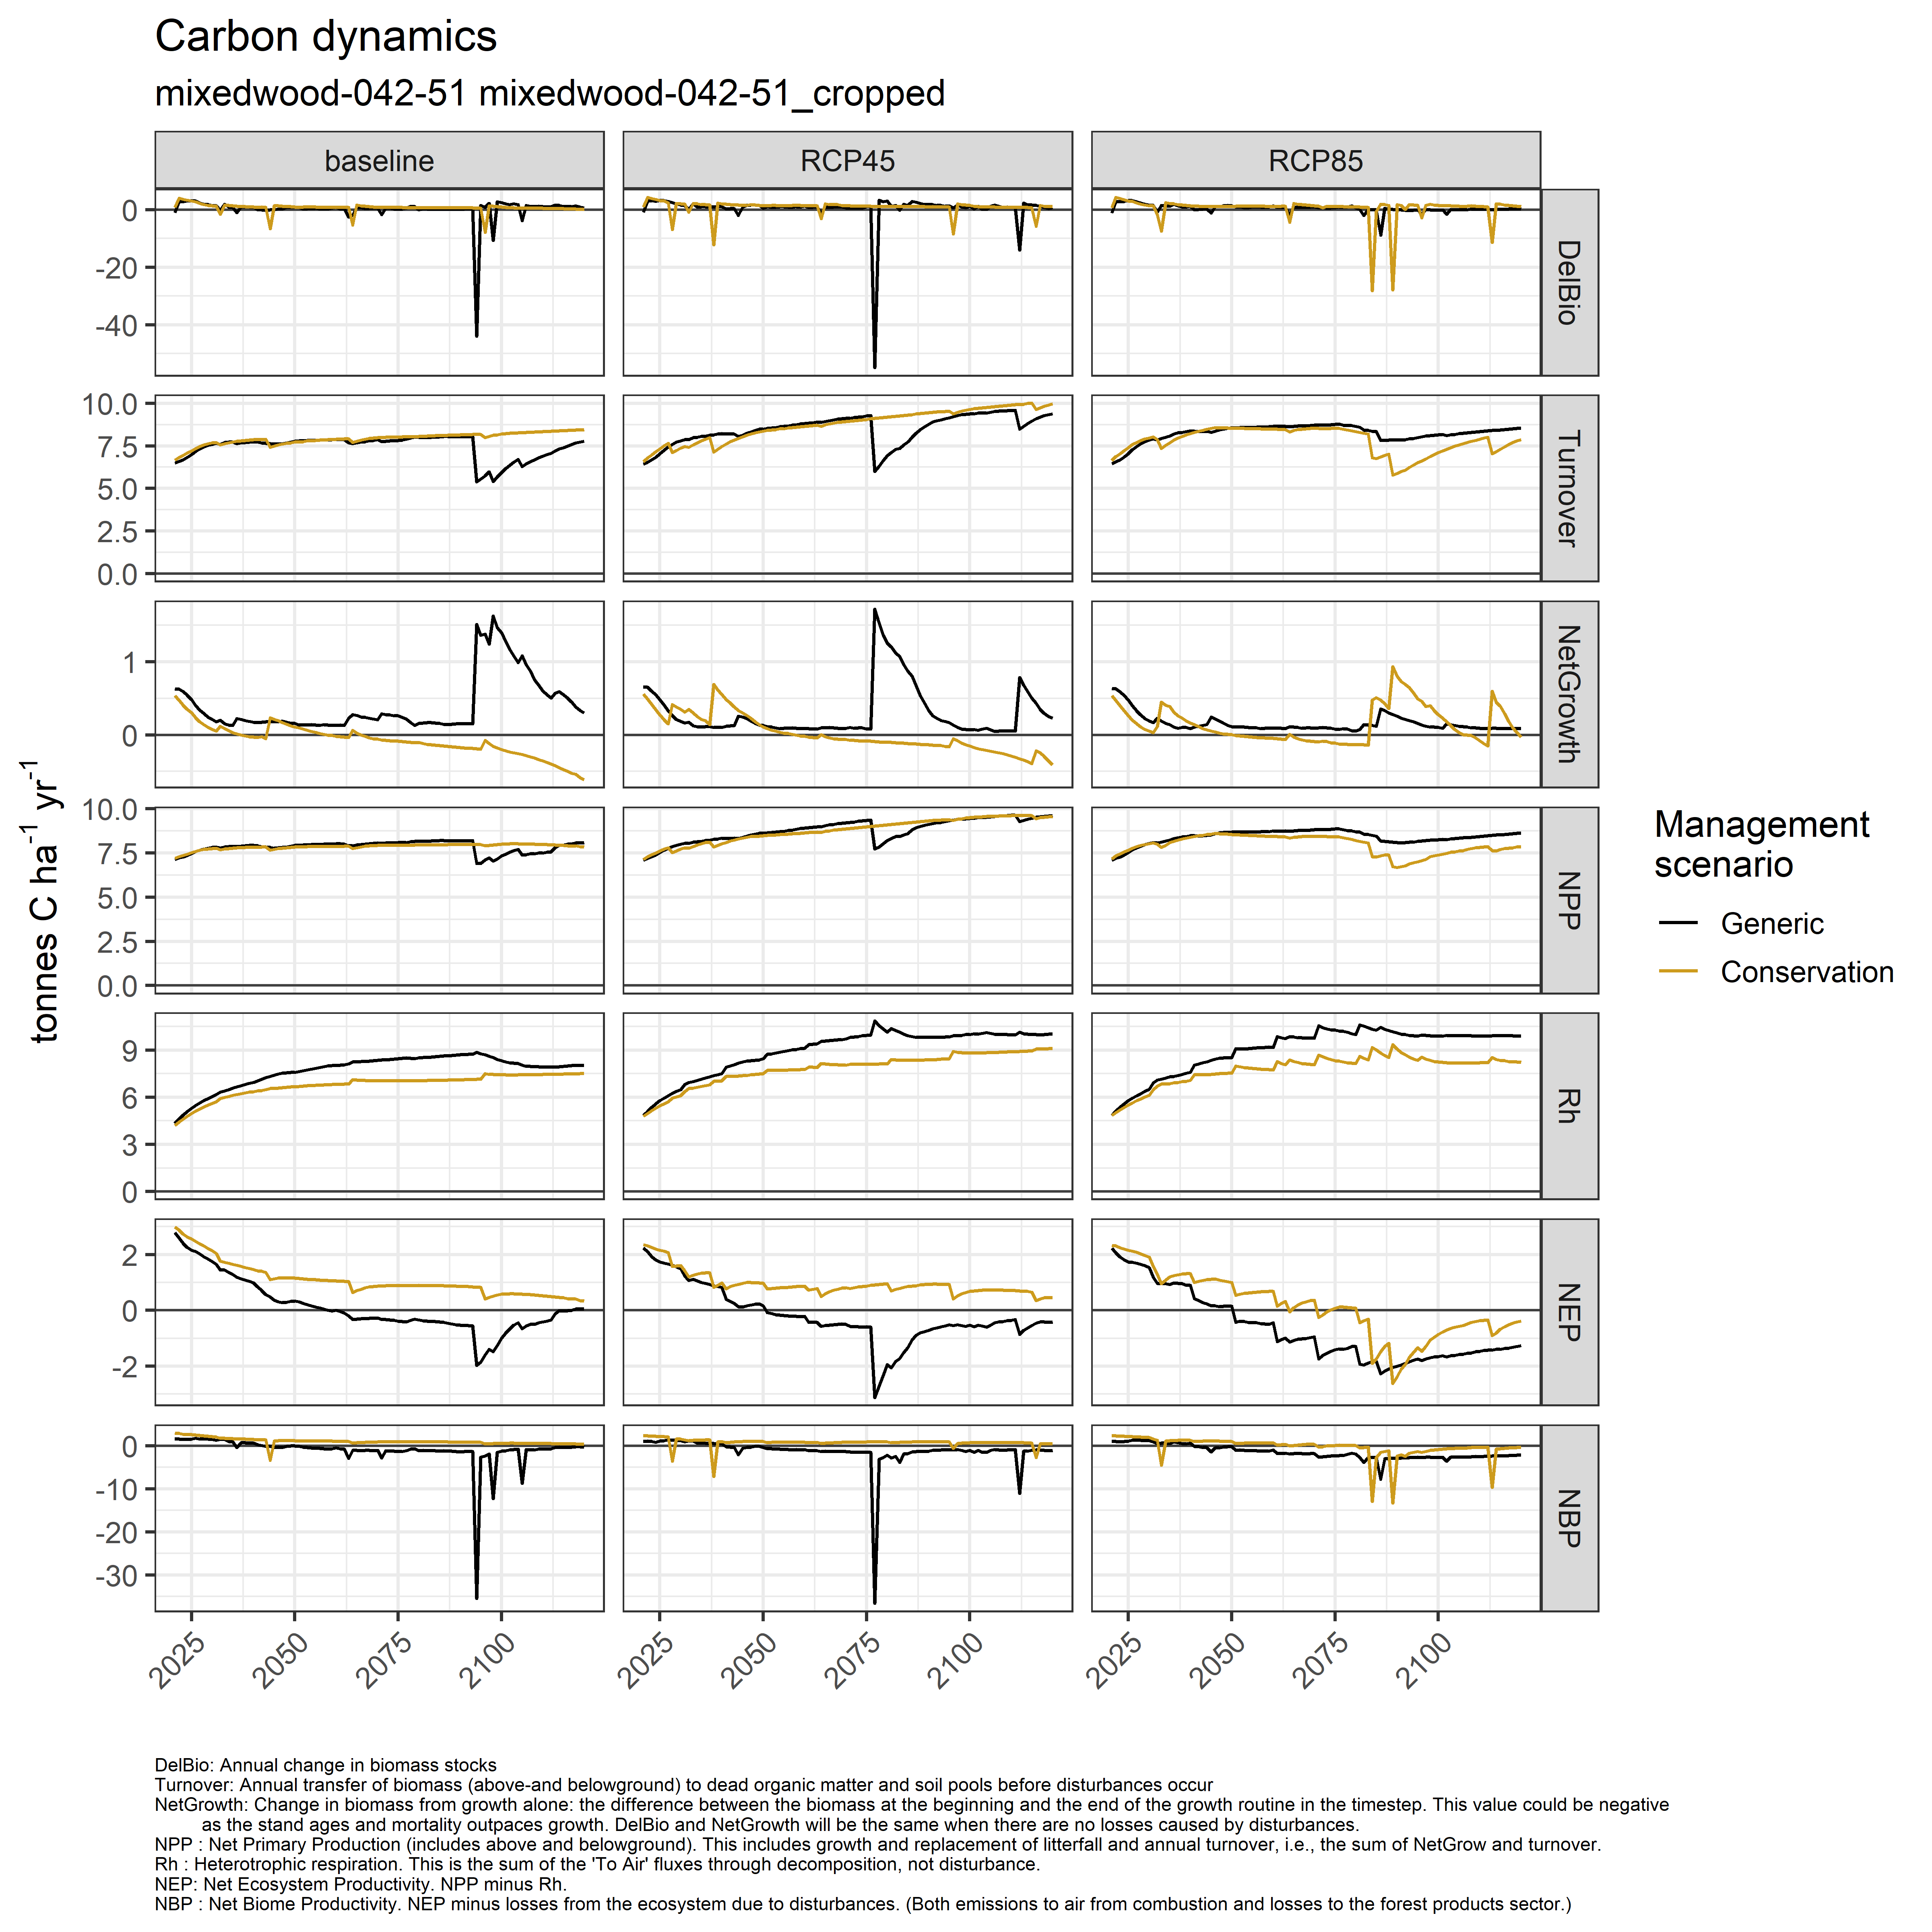 Carbon dynamics
mixedwood-042-51 mixedwood-042-51_cropped
baseline
RCP45
RCP85
0
-20
-40
DelBio
10.0
7.5
5.0
2.5
0.0
Turnover
1
0
NetGrowth
10.0
7.5
5.0
2.5
0.0
NPP
9
6
3
0
Rh
2
0
-2
NEP
0
-10
-20
-30
NBP
2025 2050 2075 2100
2025 2050 2075 2100
2025 2050 2075 2100
tonnes C ha-1 yr-1
Management
scenario
Generic
Conservation
DelBio: Annual change in biomass stocks
Turnover: Annual transfer of biomass (above-and belowground) to dead organic matter and soil pools before disturbances occur
NetGrowth: Change in biomass from growth alone: the difference between the biomass at the beginning and the end of the growth routine in the timestep. This value could be negative
as the stand ages and mortality outpaces growth. DelBio and NetGrowth will be the same when there are no losses caused by disturbances.
NPP : Net Primary Production (includes above and belowground). This includes growth and replacement of litterfall and annual turnover, i.e., the sum of NetGrow and turnover.
Rh : Heterotrophic respiration. This is the sum of the 'To Air' fluxes through decomposition, not disturbance.
NEP: Net Ecosystem Productivity. NPP minus Rh.
NBP : Net Biome Productivity. NEP minus losses from the ecosystem due to disturbances. (Both emissions to air from combustion and losses to the forest products sector.)